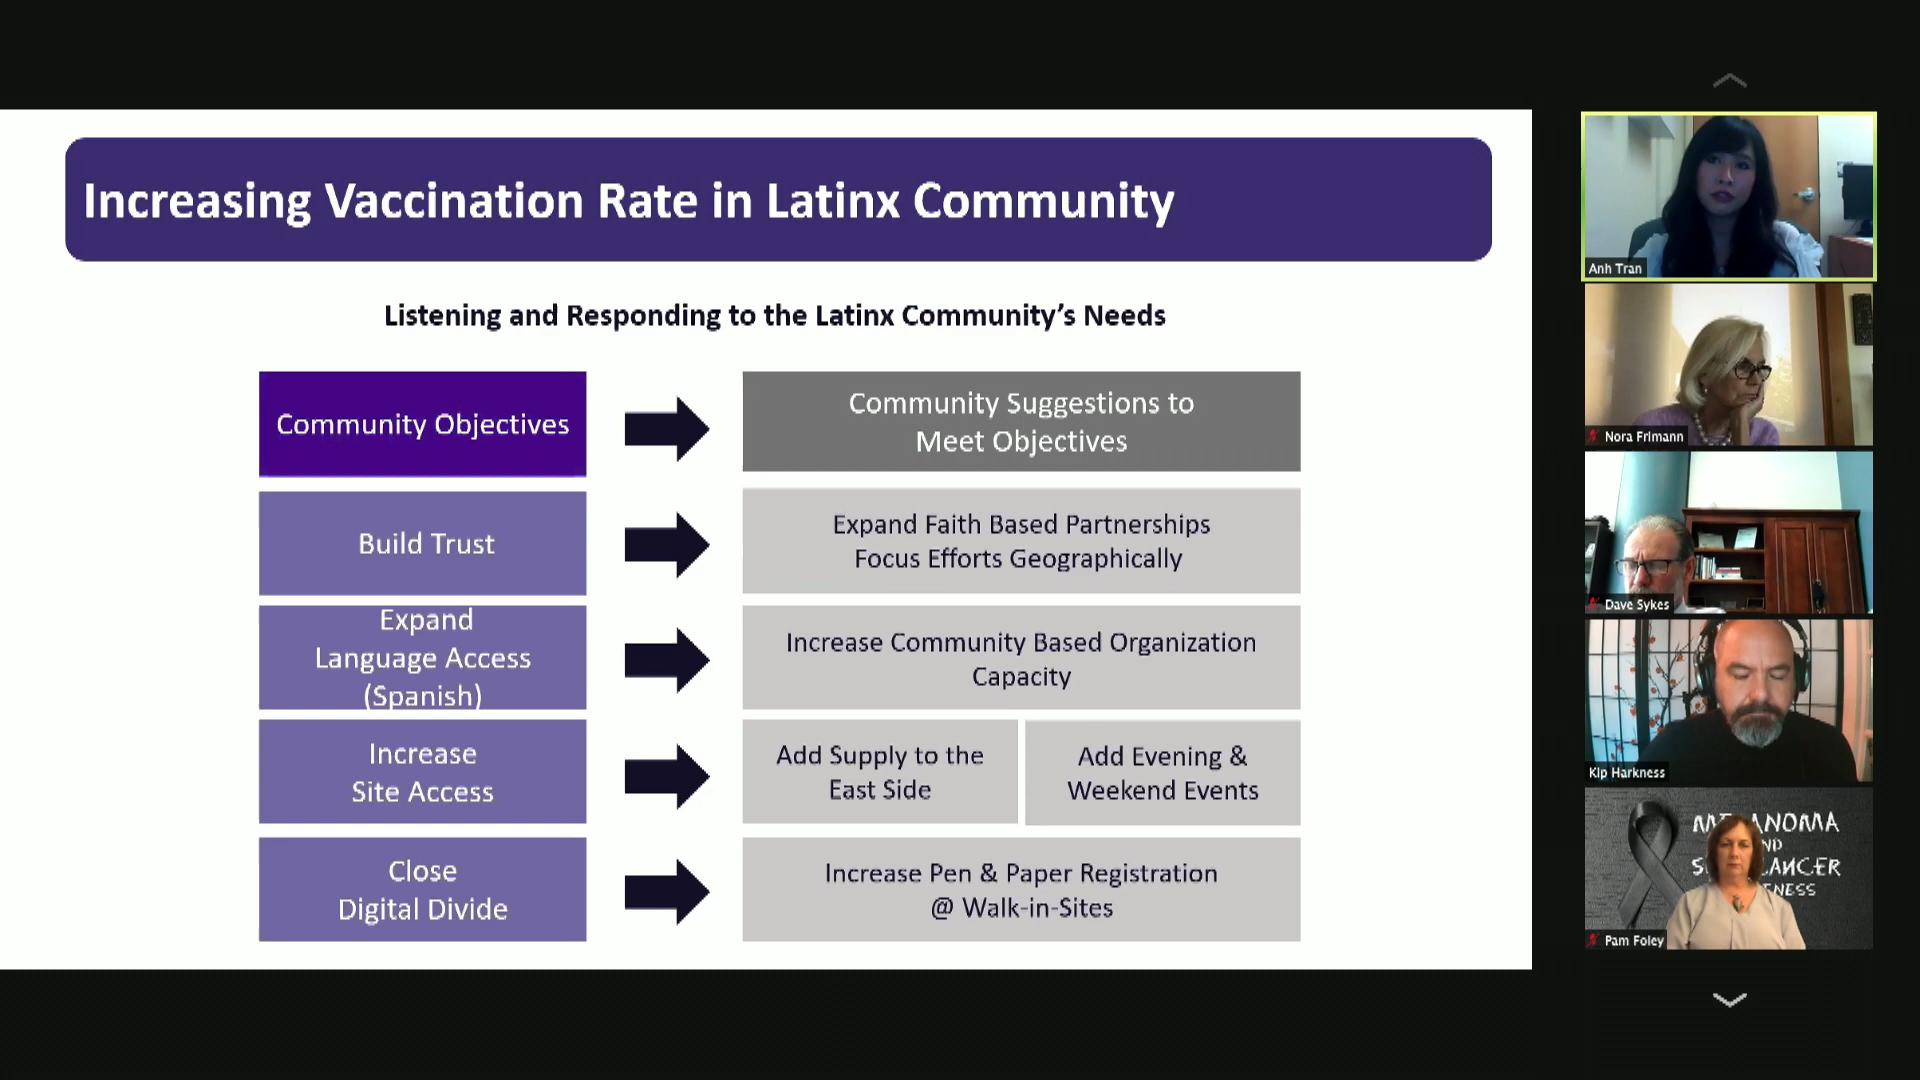 Increasing Vaccination Rate in Latinx Community
Listening and Responding to the Latinx Community's Needs
Community Objectives
Community Suggestions to
Meet Objectives
Build Trust
Expand Faith Based Partnerships
Focus Efforts Geographically
Expand
Language Access
(Spanish)
Increase Community Based Organization
Capacity
Increase
Site Access
Add Supply to the
East Side
Add Evening &
Weekend Events
Close
Digital Divide
Increase Pen & Paper Registration
@ Walk-in-Sites
Anh Tran
Nora Frimann
Dave Sykes
Kip Harkness
Pam Foley